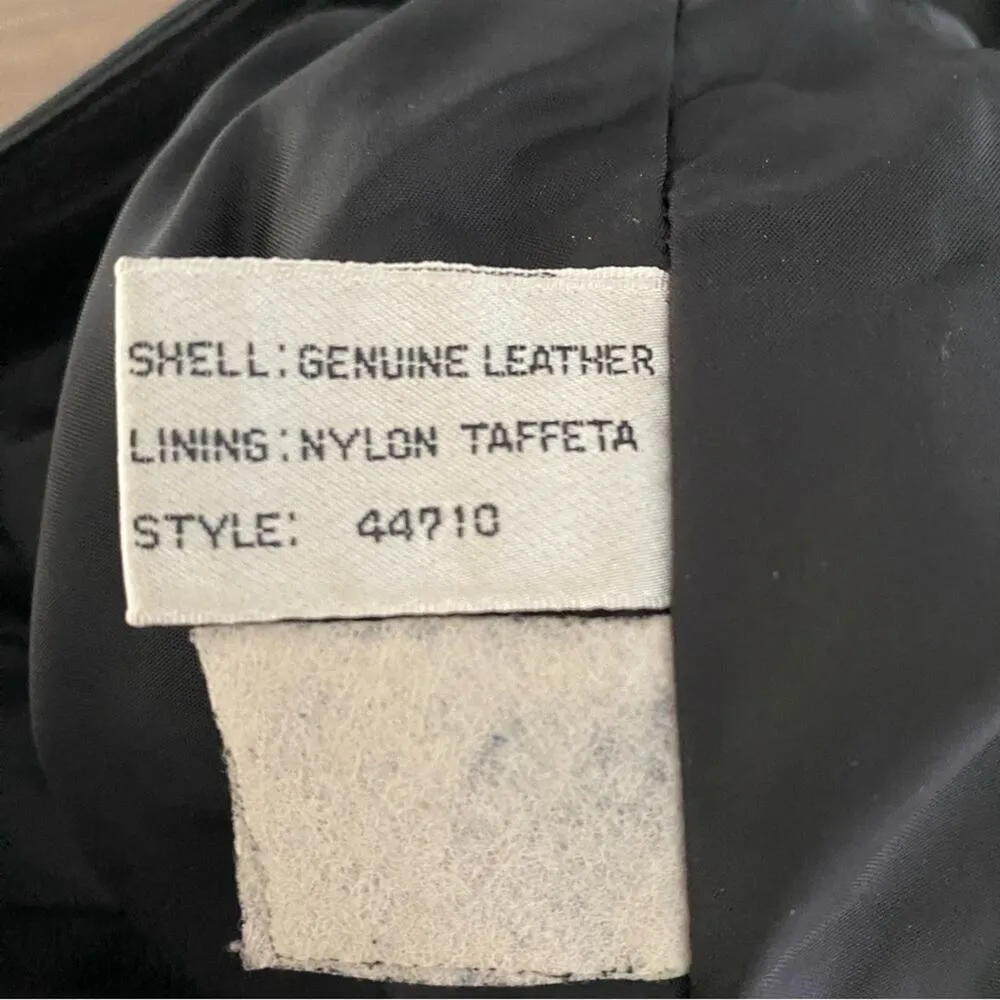 SHELL: GENUINE LEATHER
LINING: NYLON TAFFETA
STYLE: 44710